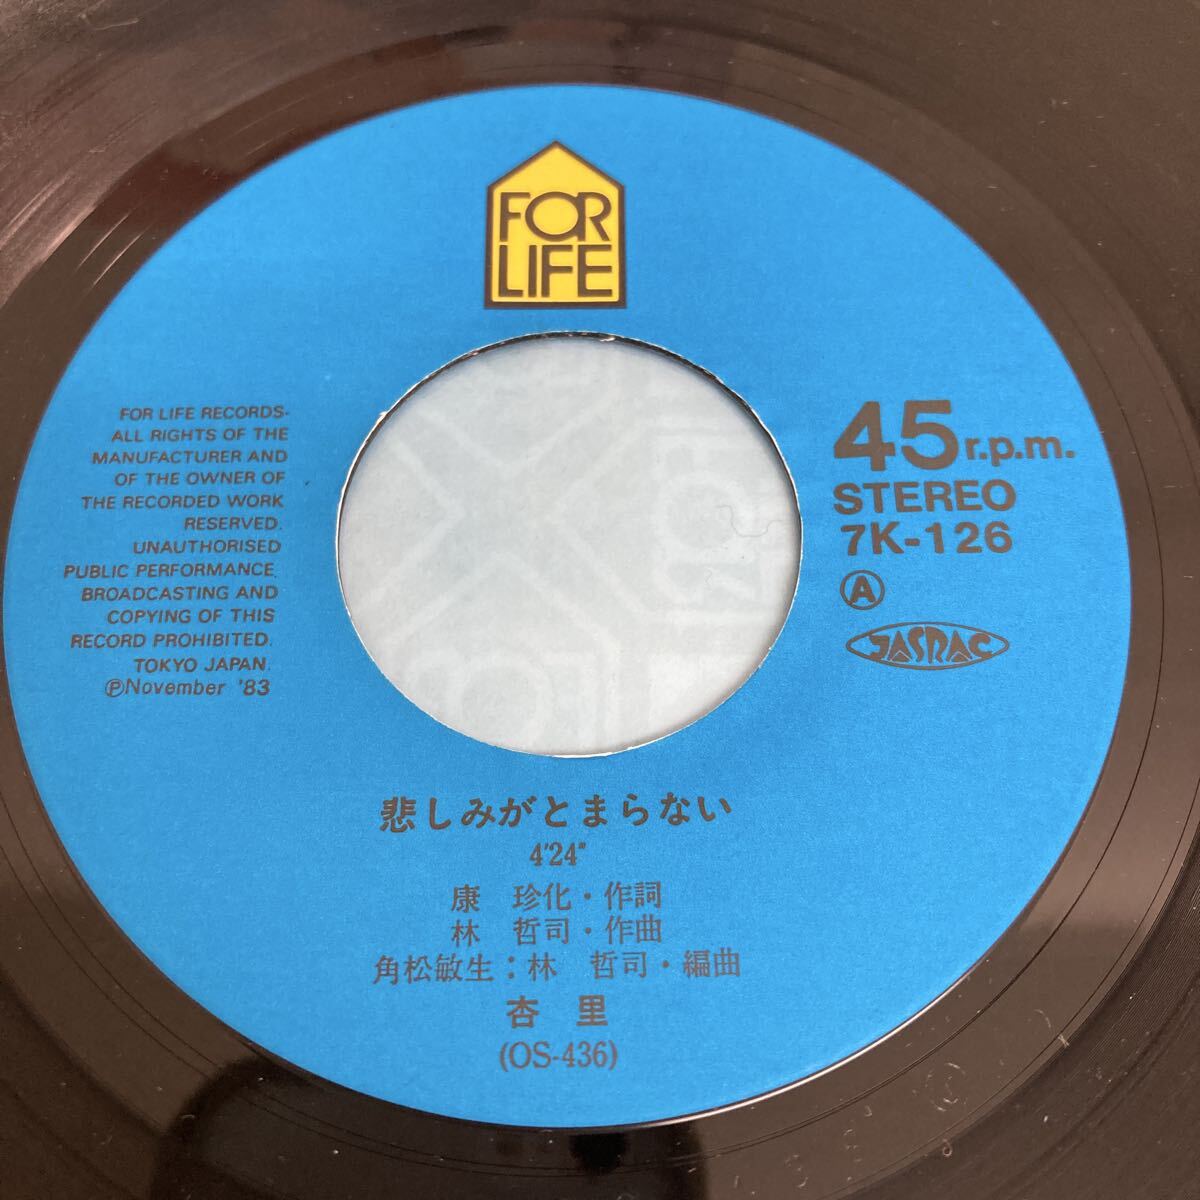 FOR
LIFE
FOR LIFE RECORDS-
ALL RIGHTS OF THE
MANUFACTURER AND
OF THE OWNER OF
THE RECORDED WORK
RESERVED.
UNAUTHORISED
PUBLIC PERFORMANCE,
BROADCASTING AND
COPYING OF THIS
RECORD PROHIBITED.
TOKYO JAPAN.
ⓅNovember '83
45 r.p.m.
STEREO
7K-126
Ⓐ
JASRAC
悲しみがとまらない
4'24"
康 珍化・作詞
林 哲司・作曲
角松敏生:林 哲司・編曲
杏 里
(OS-436)